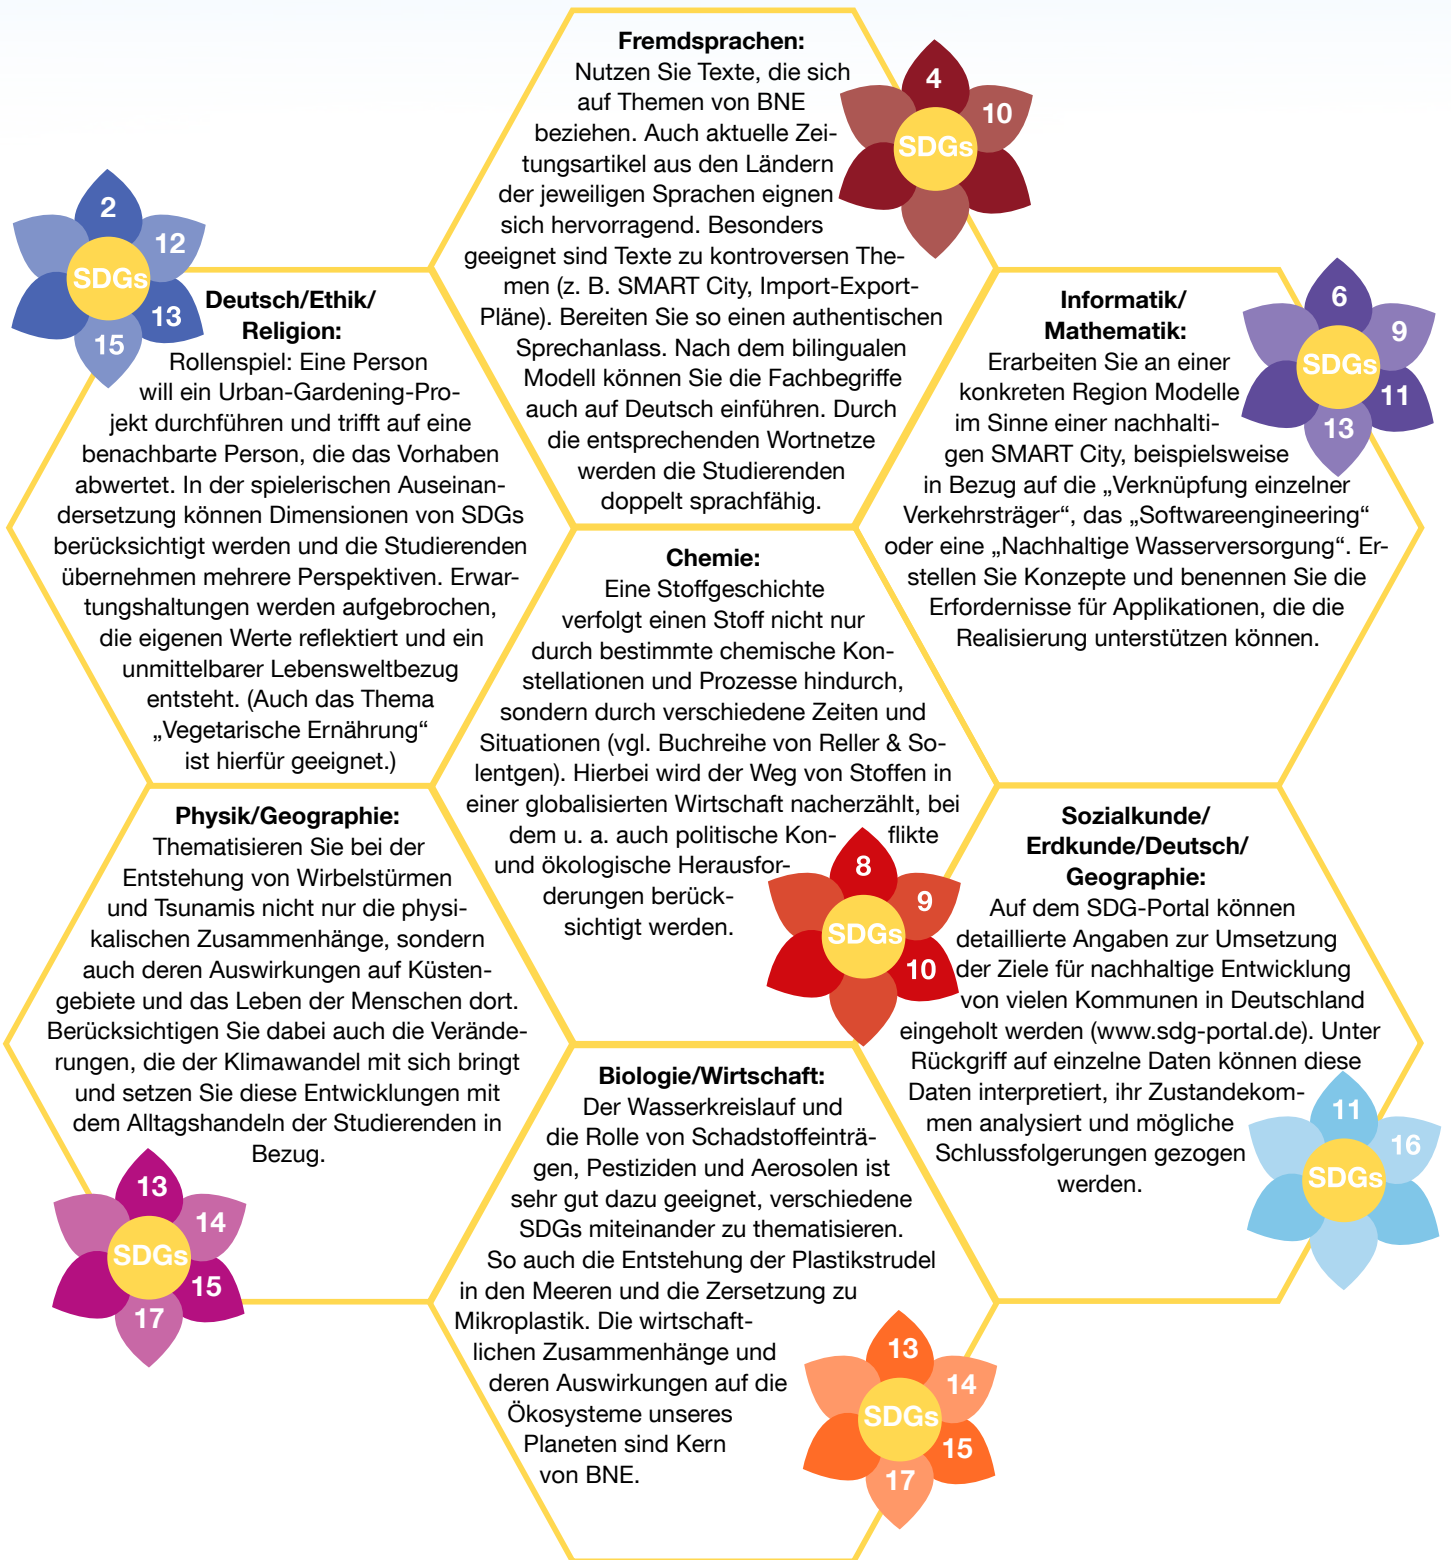 Fremdsprachen:
Nutzen Sie Texte, die sich
auf Themen von BNE
beziehen. Auch aktuelle Zei-
tungsartikel aus den Ländern
der jeweiligen Sprachen eignen
sich hervorragend. Besonders
geeignet sind Texte zu kontroversen The-
men (z. B. SMART City, Import-Export-
Pläne). Bereiten Sie so einen authentischen
Sprechanlass. Nach dem bilingualen
Modell können Sie die Fachbegriffe
auch auf Deutsch einführen. Durch
die entsprechenden Wortnetze
werden die Studierenden
doppelt sprachfähig.
4
10
SDGs
2
12
SDGs
13
15
Deutsch/Ethik/
Religion:
Rollenspiel: Eine Person
will ein Urban-Gardening-Pro-
jekt durchführen und trifft auf eine
benachbarte Person, die das Vorhaben
abwertet. In der spielerischen Auseinan-
dersetzung können Dimensionen von SDGs
berücksichtigt werden und die Studierenden
übernehmen mehrere Perspektiven. Erwar-
tungshaltungen werden aufgebrochen,
die eigenen Werte reflektiert und ein
unmittelbarer Lebensweltbezug
entsteht. (Auch das Thema
„Vegetarische Ernährung“
ist hierfür geeignet.)
Informatik/
Mathematik:
Erarbeiten Sie an einer
konkreten Region Modelle
im Sinne einer nachhalti-
gen SMART City, beispielsweise
in Bezug auf die „Verknüpfung einzelner
Verkehrsträger“, das „Softwareengineering“
oder eine „Nachhaltige Wasserversorgung“. Er-
stellen Sie Konzepte und benennen Sie die
Erfordernisse für Applikationen, die die
Realisierung unterstützen können.
6
9
SDGs
11
13
Chemie:
Eine Stoffgeschichte
verfolgt einen Stoff nicht nur
durch bestimmte chemische Kon-
stellationen und Prozesse hindurch,
sondern durch verschiedene Zeiten und
Situationen (vgl. Buchreihe von Reller & So-
lentgen). Hierbei wird der Weg von Stoffen in
einer globalisierten Wirtschaft nacherzählt, bei
dem u. a. auch politische Kon- flikte
und ökologische Herausfor-
derungen berück-
sichtigt werden.
8
9
SDGs
10
Physik/Geographie:
Thematisieren Sie bei der
Entstehung von Wirbelstürmen
und Tsunamis nicht nur die physi-
kalischen Zusammenhänge, sondern
auch deren Auswirkungen auf Küsten-
gebiete und das Leben der Menschen dort.
Berücksichtigen Sie dabei auch die Verände-
rungen, die der Klimawandel mit sich bringt
und setzen Sie diese Entwicklungen mit
dem Alltagshandeln der Studierenden in
Bezug.
13
14
SDGs
15
17
Sozialkunde/
Erdkunde/Deutsch/
Geographie:
Auf dem SDG-Portal können
detaillierte Angaben zur Umsetzung
der Ziele für nachhaltige Entwicklung
von vielen Kommunen in Deutschland
eingeholt werden (www.sdg-portal.de). Unter
Rückgriff auf einzelne Daten können diese
Daten interpretiert, ihr Zustandekom-
men analysiert und mögliche
Schlussfolgerungen gezogen
werden.
11
16
SDGs
Biologie/Wirtschaft:
Der Wasserkreislauf und
die Rolle von Schadstoffeinträ-
gen, Pestiziden und Aerosolen ist
sehr gut dazu geeignet, verschiedene
SDGs miteinander zu thematisieren.
So auch die Entstehung der Plastikstrudel
in den Meeren und die Zersetzung zu
Mikroplastik. Die wirtschaft-
lichen Zusammenhänge und
deren Auswirkungen auf die
Ökosysteme unseres
Planeten sind Kern
von BNE.
13
14
SDGs
15
17